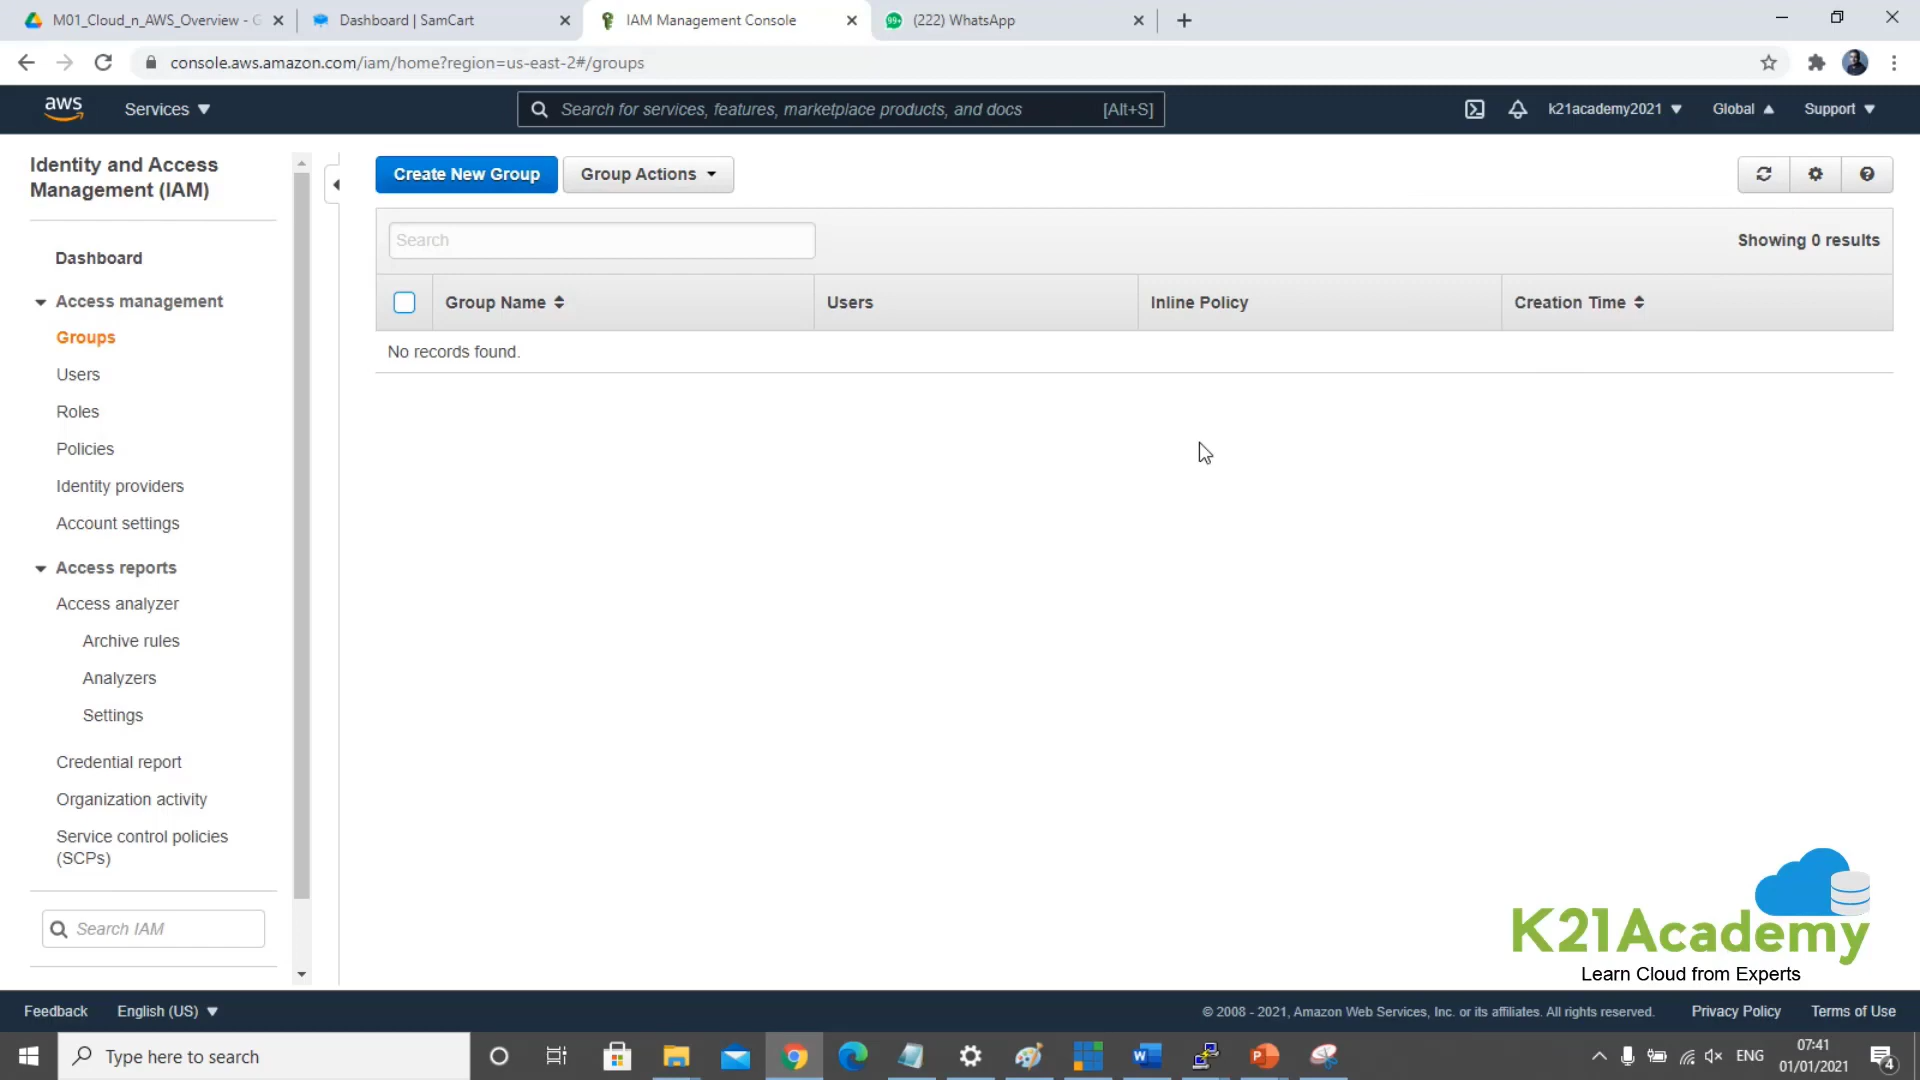 M01_Cloud_n_AWS_Overview - G
Dashboard | SamCart
IAM Management Console
99+
(222) WhatsApp
console.aws.amazon.com/iam/home?region=us-east-2#/groups
aws
Services
Search for services, features, marketplace products, and docs
[Alt+S]
k21academy2021
Global
Support
Identity and Access
Management (IAM)
Dashboard
Access management
Groups
Users
Roles
Policies
Identity providers
Account settings
Access reports
Access analyzer
Archive rules
Analyzers
Settings
Credential report
Organization activity
Service control policies
(SCPs)
Search IAM
Create New Group
Group Actions
Search
Showing 0 results
Group Name
Users
Inline Policy
Creation Time
No records found.
K21Academy
Learn Cloud from Experts
Feedback
English (US)
© 2008 - 2021, Amazon Web Services, Inc. or its affiliates. All rights reserved.
Privacy Policy
Terms of Use
Type here to search
ENG
07:41
01/01/2021
4